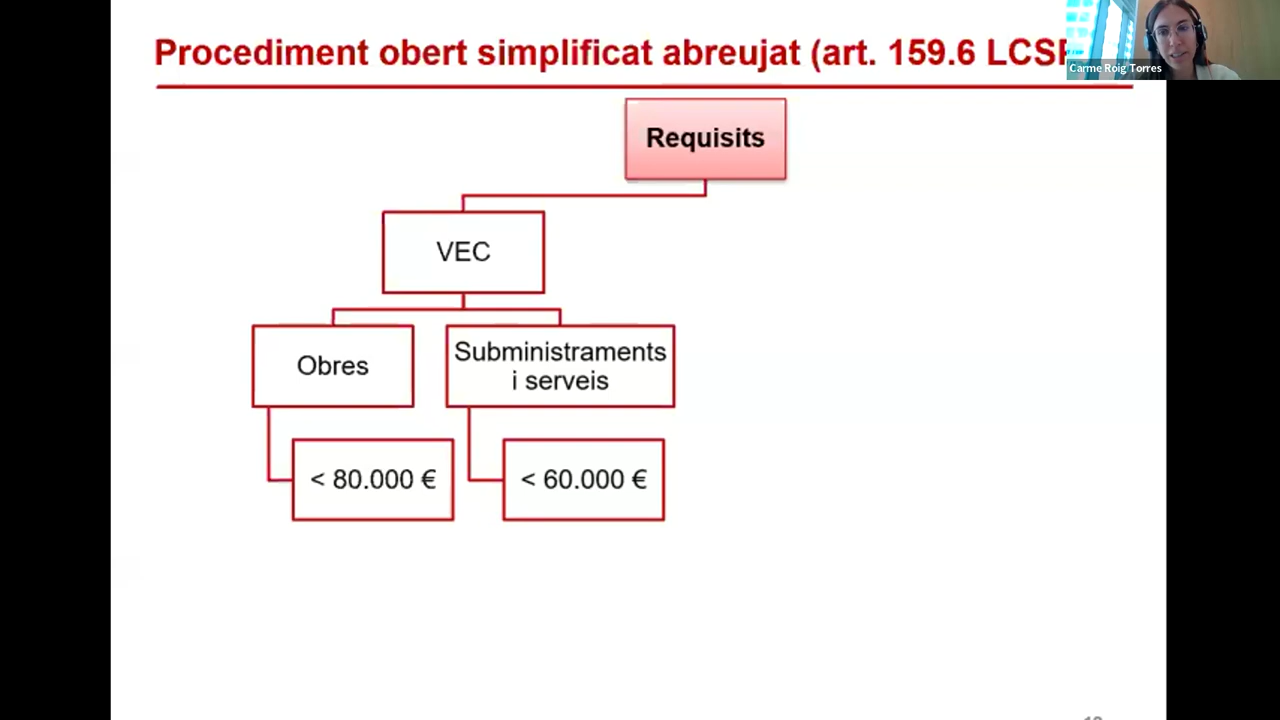 Procediment obert simplificat abreujat (art. 159.6 LCSP
Carme Roig Torres
Requisits
VEC
Obres
Subministraments
i serveis
< 80.000 €
< 60.000 €